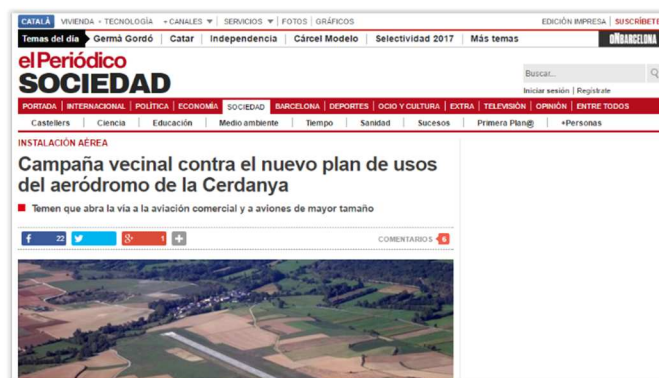 CATALÀ VIVIENDA + TECNOLOGÍA + CANALES ▼ SERVICIOS ▼ FOTOS GRÁFICOS EDICIÓN IMPRESA SUSCRÍBETE
Temas del día Germà Gordó Catar Independencia Cárcel Modelo Selectividad 2017 Más temas ONBARCELONA
el Periódico
SOCIEDAD
Buscar...
Iniciar sesión | Regístrate
PORTADA INTERNACIONAL POLÍTICA ECONOMÍA SOCIEDAD BARCELONA DEPORTES OCIO Y CULTURA EXTRA TELEVISIÓN OPINIÓN ENTRE TODOS
Castellers Ciencia Educación Medio ambiente Tiempo Sanidad Sucesos Primera Plan@ +Personas
INSTALACIÓN AÉREA
Campaña vecinal contra el nuevo plan de usos
del aeródromo de la Cerdanya
Temen que abra la vía a la aviación comercial y a aviones de mayor tamaño
f 22 g+ 1 + COMENTARIOS 6